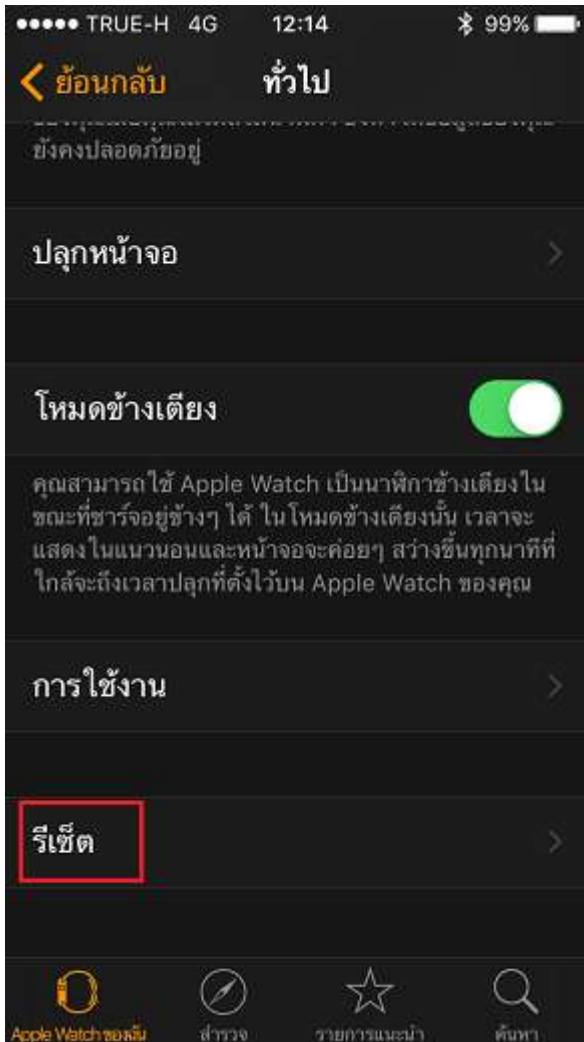 TRUE-H 4G 12:14 99%
ย้อนกลับ ทั่วไป
ยังคงปลอดภัยอยู่
ปลุกหน้าจอ
โหมดข้างเตียง
คุณสามารถใช้ Apple Watch เป็นนาฬิกาข้างเตียงใน
ขณะที่ชาร์จอยู่ข้างๆ ได้ ในโหมดข้างเตียงนั้น เวลาจะ
แสดงในแนวนอนและหน้าจอจะค่อยๆ สว่างขึ้นทุกนาทีที่
ใกล้จะถึงเวลาปลุกที่ตั้งไว้บน Apple Watch ของคุณ
การใช้งาน
รีเซ็ต
Apple Watch ของฉัน สำรวจ รายการแนะนำ ค้นหา